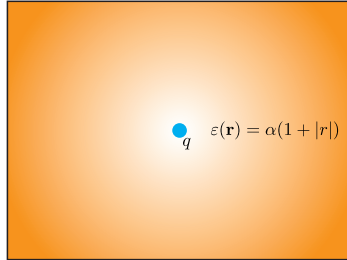 ε(𝐫) = α(1 + |r|)
q